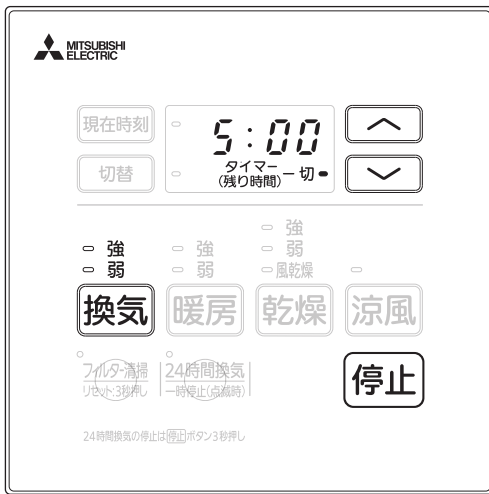 MITSUBISHI
ELECTRIC
現在時刻
5:00
切替
タイマー
(残り時間)
切
強
弱
強
弱
強
弱
風乾燥
換気
暖房
乾燥
涼風
フィルター清掃
リセット:3秒押し
24時間換気
一時停止(点滅時)
停止
24時間換気の停止は停止ボタン3秒押し